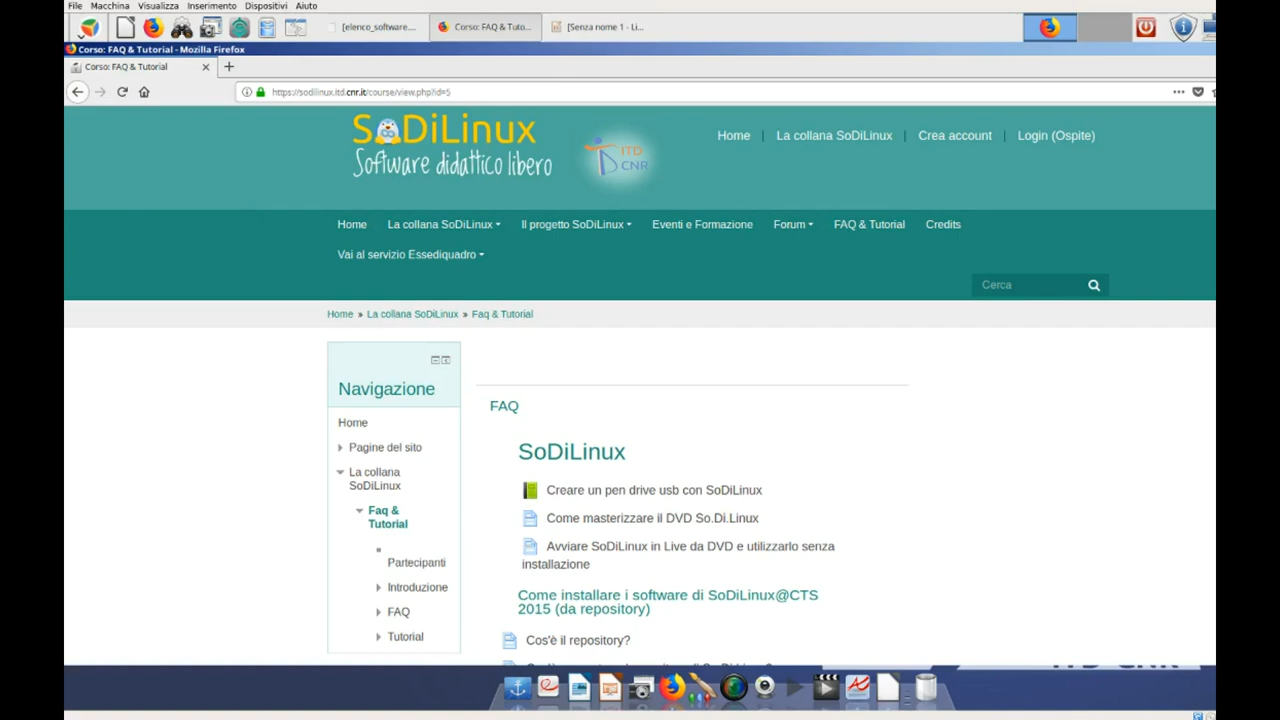 File Macchina Visualizza Inserimento Dispositivi Aiuto
[elenco_software.... Corso: FAQ & Tuto... [Senza nome 1 - Li...
Corso: FAQ & Tutorial - Mozilla Firefox
Corso: FAQ & Tutorial
https://sodilinux.itd.cnr.it/course/view.php?id=5
SoDiLinux
Software didattico libero
ITD
CNR
Home La collana SoDiLinux Crea account Login (Ospite)
Home La collana SoDiLinux Il progetto SoDiLinux Eventi e Formazione Forum FAQ & Tutorial Credits
Vai al servizio Essediquadro
Cerca
Home » La collana SoDiLinux » Faq & Tutorial
Navigazione
Home
Pagine del sito
La collana
SoDiLinux
Faq &
Tutorial
Partecipanti
Introduzione
FAQ
Tutorial
FAQ
SoDiLinux
Creare un pen drive usb con SoDiLinux
Come masterizzare il DVD So.Di.Linux
Avviare SoDiLinux in Live da DVD e utilizzarlo senza
installazione
Come installare i software di SoDiLinux@CTS
2015 (da repository)
Cos'è il repository?